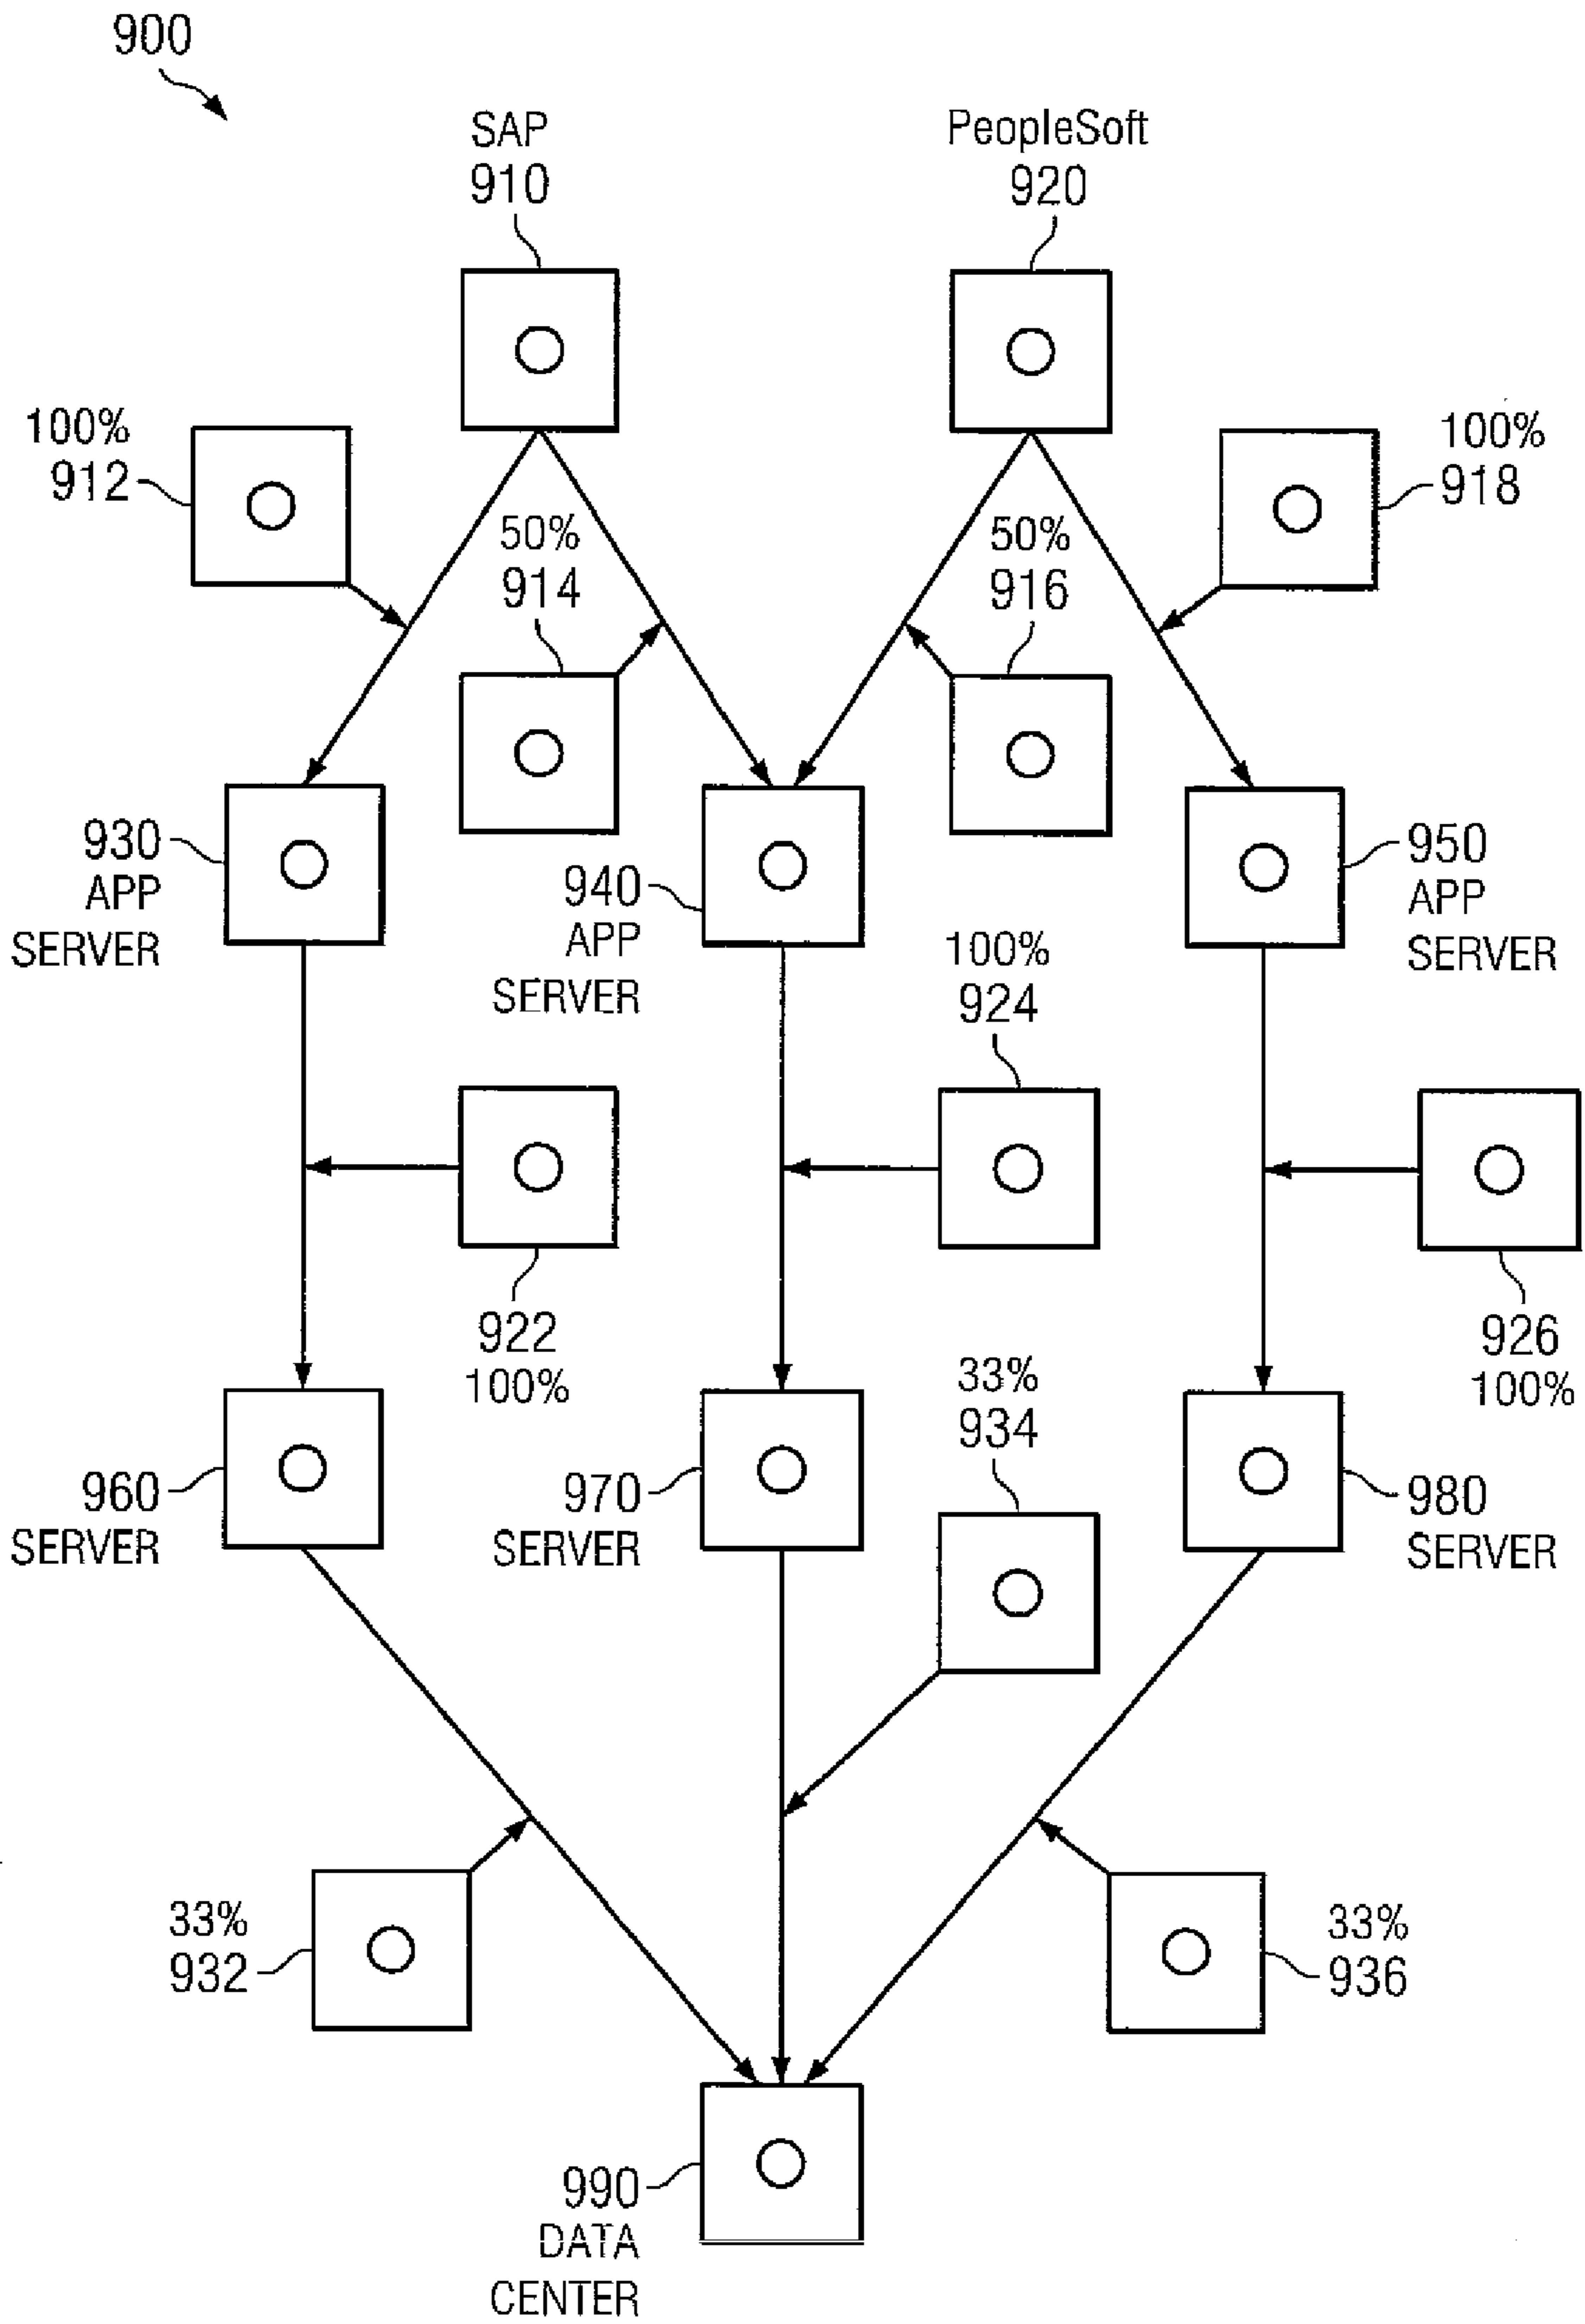 900
SAP
910
PeopleSoft
920
100%
912
50%
914
50%
916
100%
918
930
APP
SERVER
940
APP
SERVER
950
APP
SERVER
100%
924
922
100%
926
100%
33%
934
960
SERVER
970
SERVER
980
SERVER
33%
932
33%
936
990
DATA
CENTER